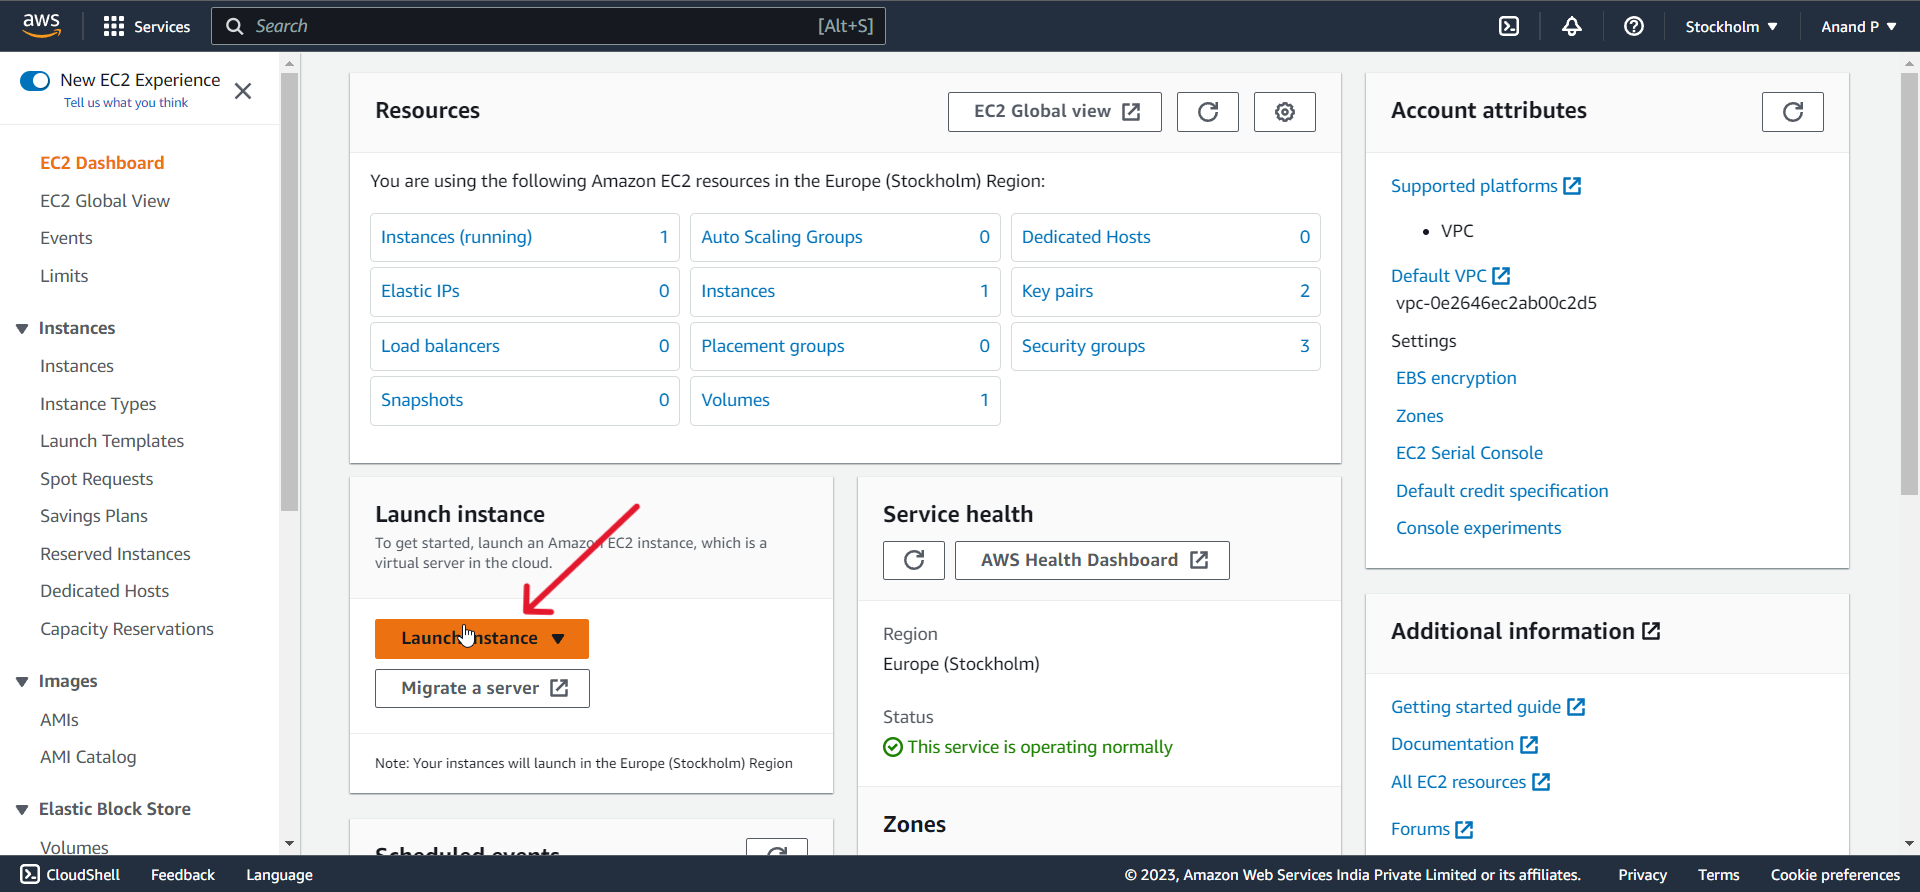 aws
Services
Search
[Alt+S]
Stockholm
Anand P
New EC2 Experience
Tell us what you think
EC2 Dashboard
EC2 Global View
Events
Limits
Instances
Instances
Instance Types
Launch Templates
Spot Requests
Savings Plans
Reserved Instances
Dedicated Hosts
Capacity Reservations
Images
AMIs
AMI Catalog
Elastic Block Store
Volumes
Resources
EC2 Global view
You are using the following Amazon EC2 resources in the Europe (Stockholm) Region:
Instances (running) 1
Auto Scaling Groups 0
Dedicated Hosts 0
Elastic IPs 0
Instances 1
Key pairs 2
Load balancers 0
Placement groups 0
Security groups 3
Snapshots 0
Volumes 1
Launch instance
To get started, launch an Amazon EC2 instance, which is a
virtual server in the cloud.
Launch instance
Migrate a server
Note: Your instances will launch in the Europe (Stockholm) Region
Scheduled events
Service health
AWS Health Dashboard
Region
Europe (Stockholm)
Status
This service is operating normally
Zones
Account attributes
Supported platforms
• VPC
Default VPC
vpc-0e2646ec2ab00c2d5
Settings
EBS encryption
Zones
EC2 Serial Console
Default credit specification
Console experiments
Additional information
Getting started guide
Documentation
All EC2 resources
Forums
CloudShell
Feedback
Language
© 2023, Amazon Web Services India Private Limited or its affiliates.
Privacy
Terms
Cookie preferences